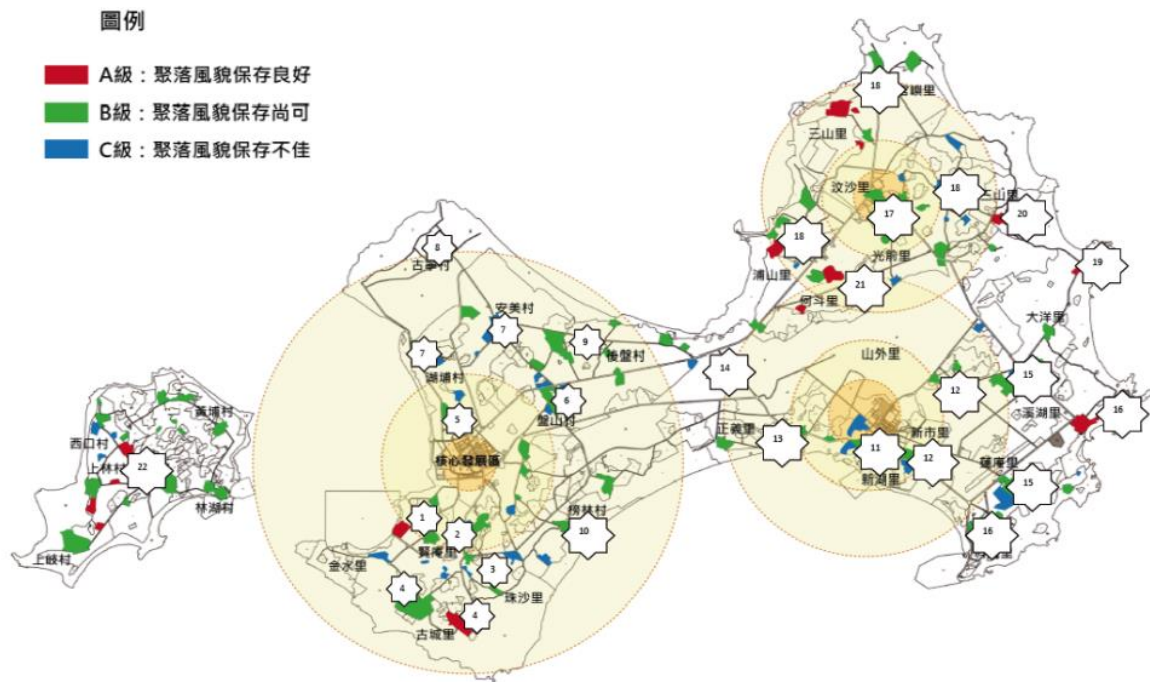 圖例
A級：聚落風貌保存良好
B級：聚落風貌保存尚可
C級：聚落風貌保存不佳
18
三山里
汶沙里
18
17
20
18
浦山里
光前里
19
21
何斗里
大洋里
8
古寧村
安美村
7
9
後盤村
7
湖埔村
14
山外里
12
15
溪湖里
16
6
盤山村
5
核心發展區
正義里
13
新市里
11
12
新湖里
蓮庵里
15
16
黃埔村
西口村
上林村
22
林湖村
上岐村
1
2
賢庵里
榜林村
10
金水里
3
4
珠沙里
4
古城里